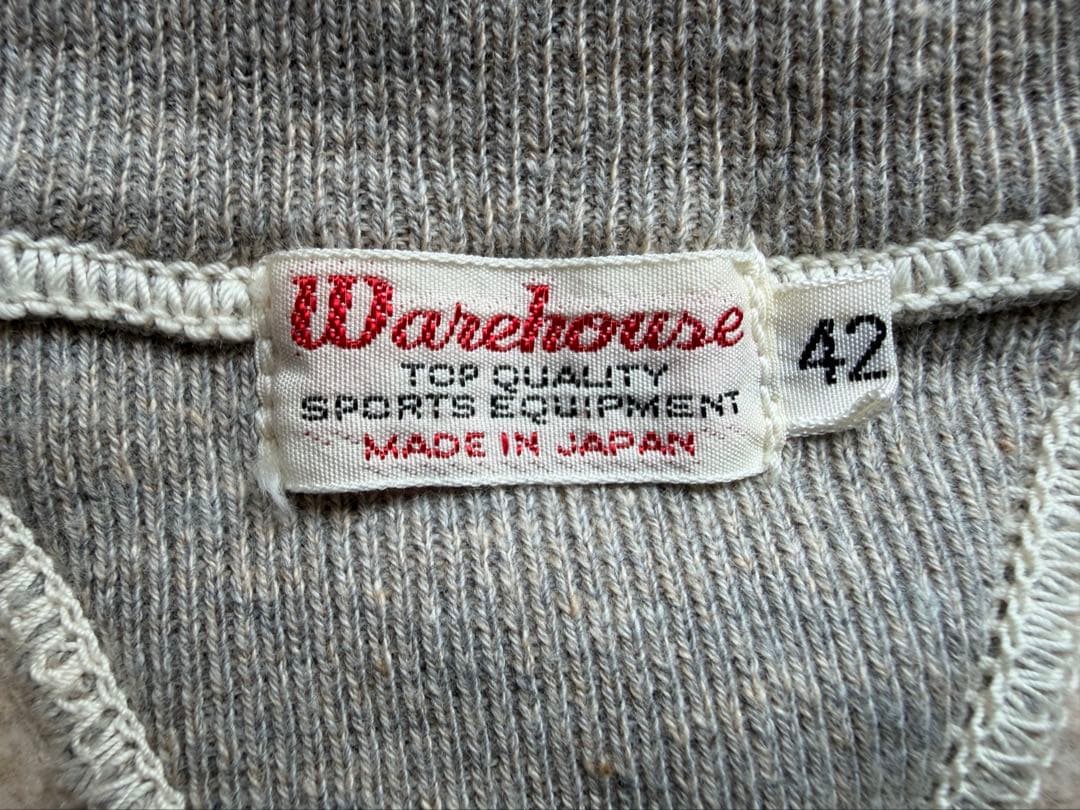 Warehouse
TOP QUALITY
SPORTS EQUIPMENT
MADE IN JAPAN
42